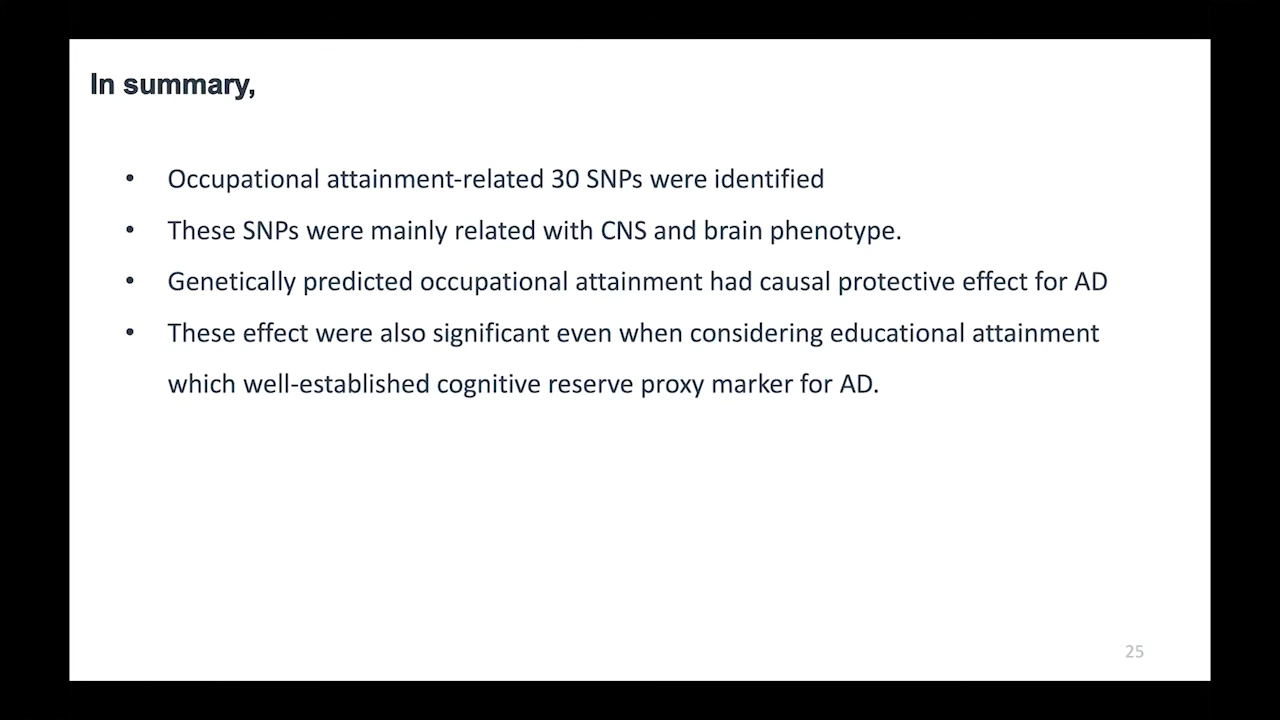 In summary,
• Occupational attainment-related 30 SNPs were identified
• These SNPs were mainly related with CNS and brain phenotype.
• Genetically predicted occupational attainment had causal protective effect for AD
• These effect were also significant even when considering educational attainment
which well-established cognitive reserve proxy marker for AD.
25